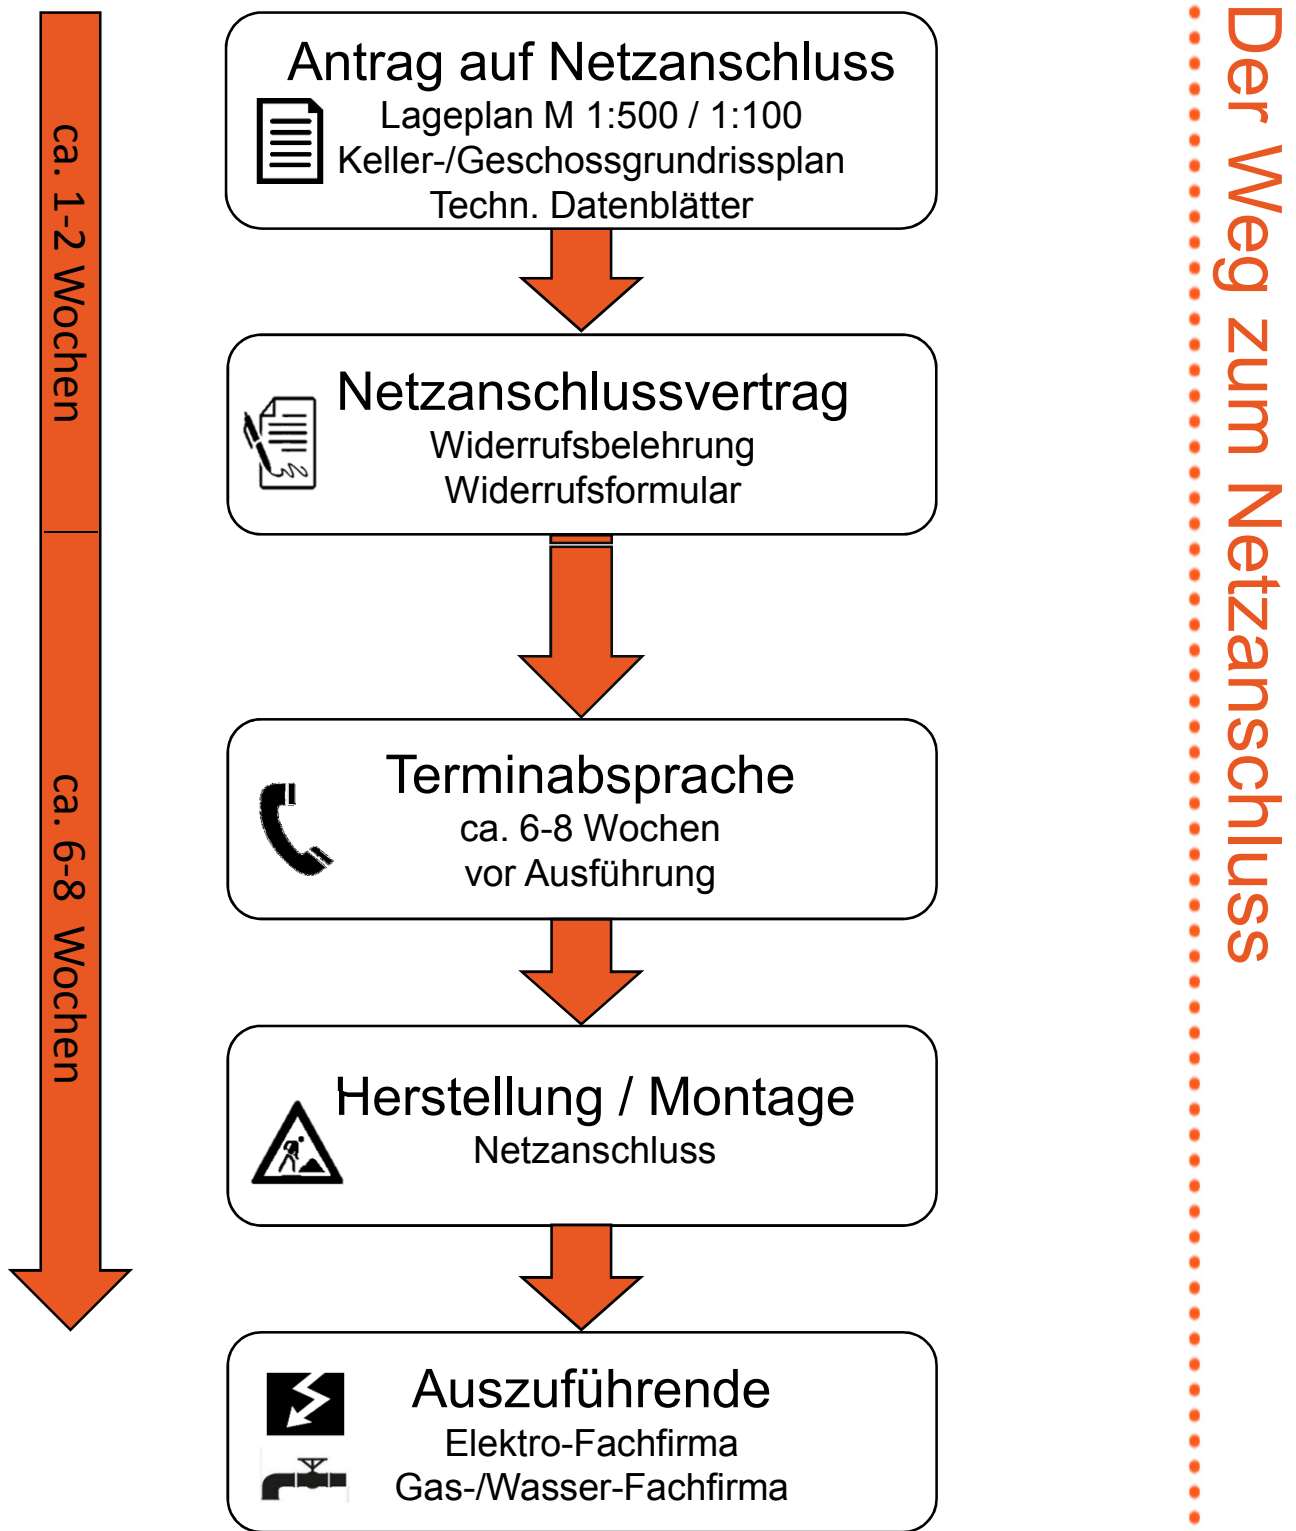 Der Weg zum Netzanschluss
ca. 1-2 Wochen
ca. 6-8 Wochen
Antrag auf Netzanschluss
Lageplan M 1:500 / 1:100
Keller-/Geschossgrundrissplan
Techn. Datenblätter
Netzanschlussvertrag
Widerrufsbelehrung
Widerrufsformular
Terminabsprache
ca. 6-8 Wochen
vor Ausführung
Herstellung / Montage
Netzanschluss
Auszuführende
Elektro-Fachfirma
Gas-/Wasser-Fachfirma